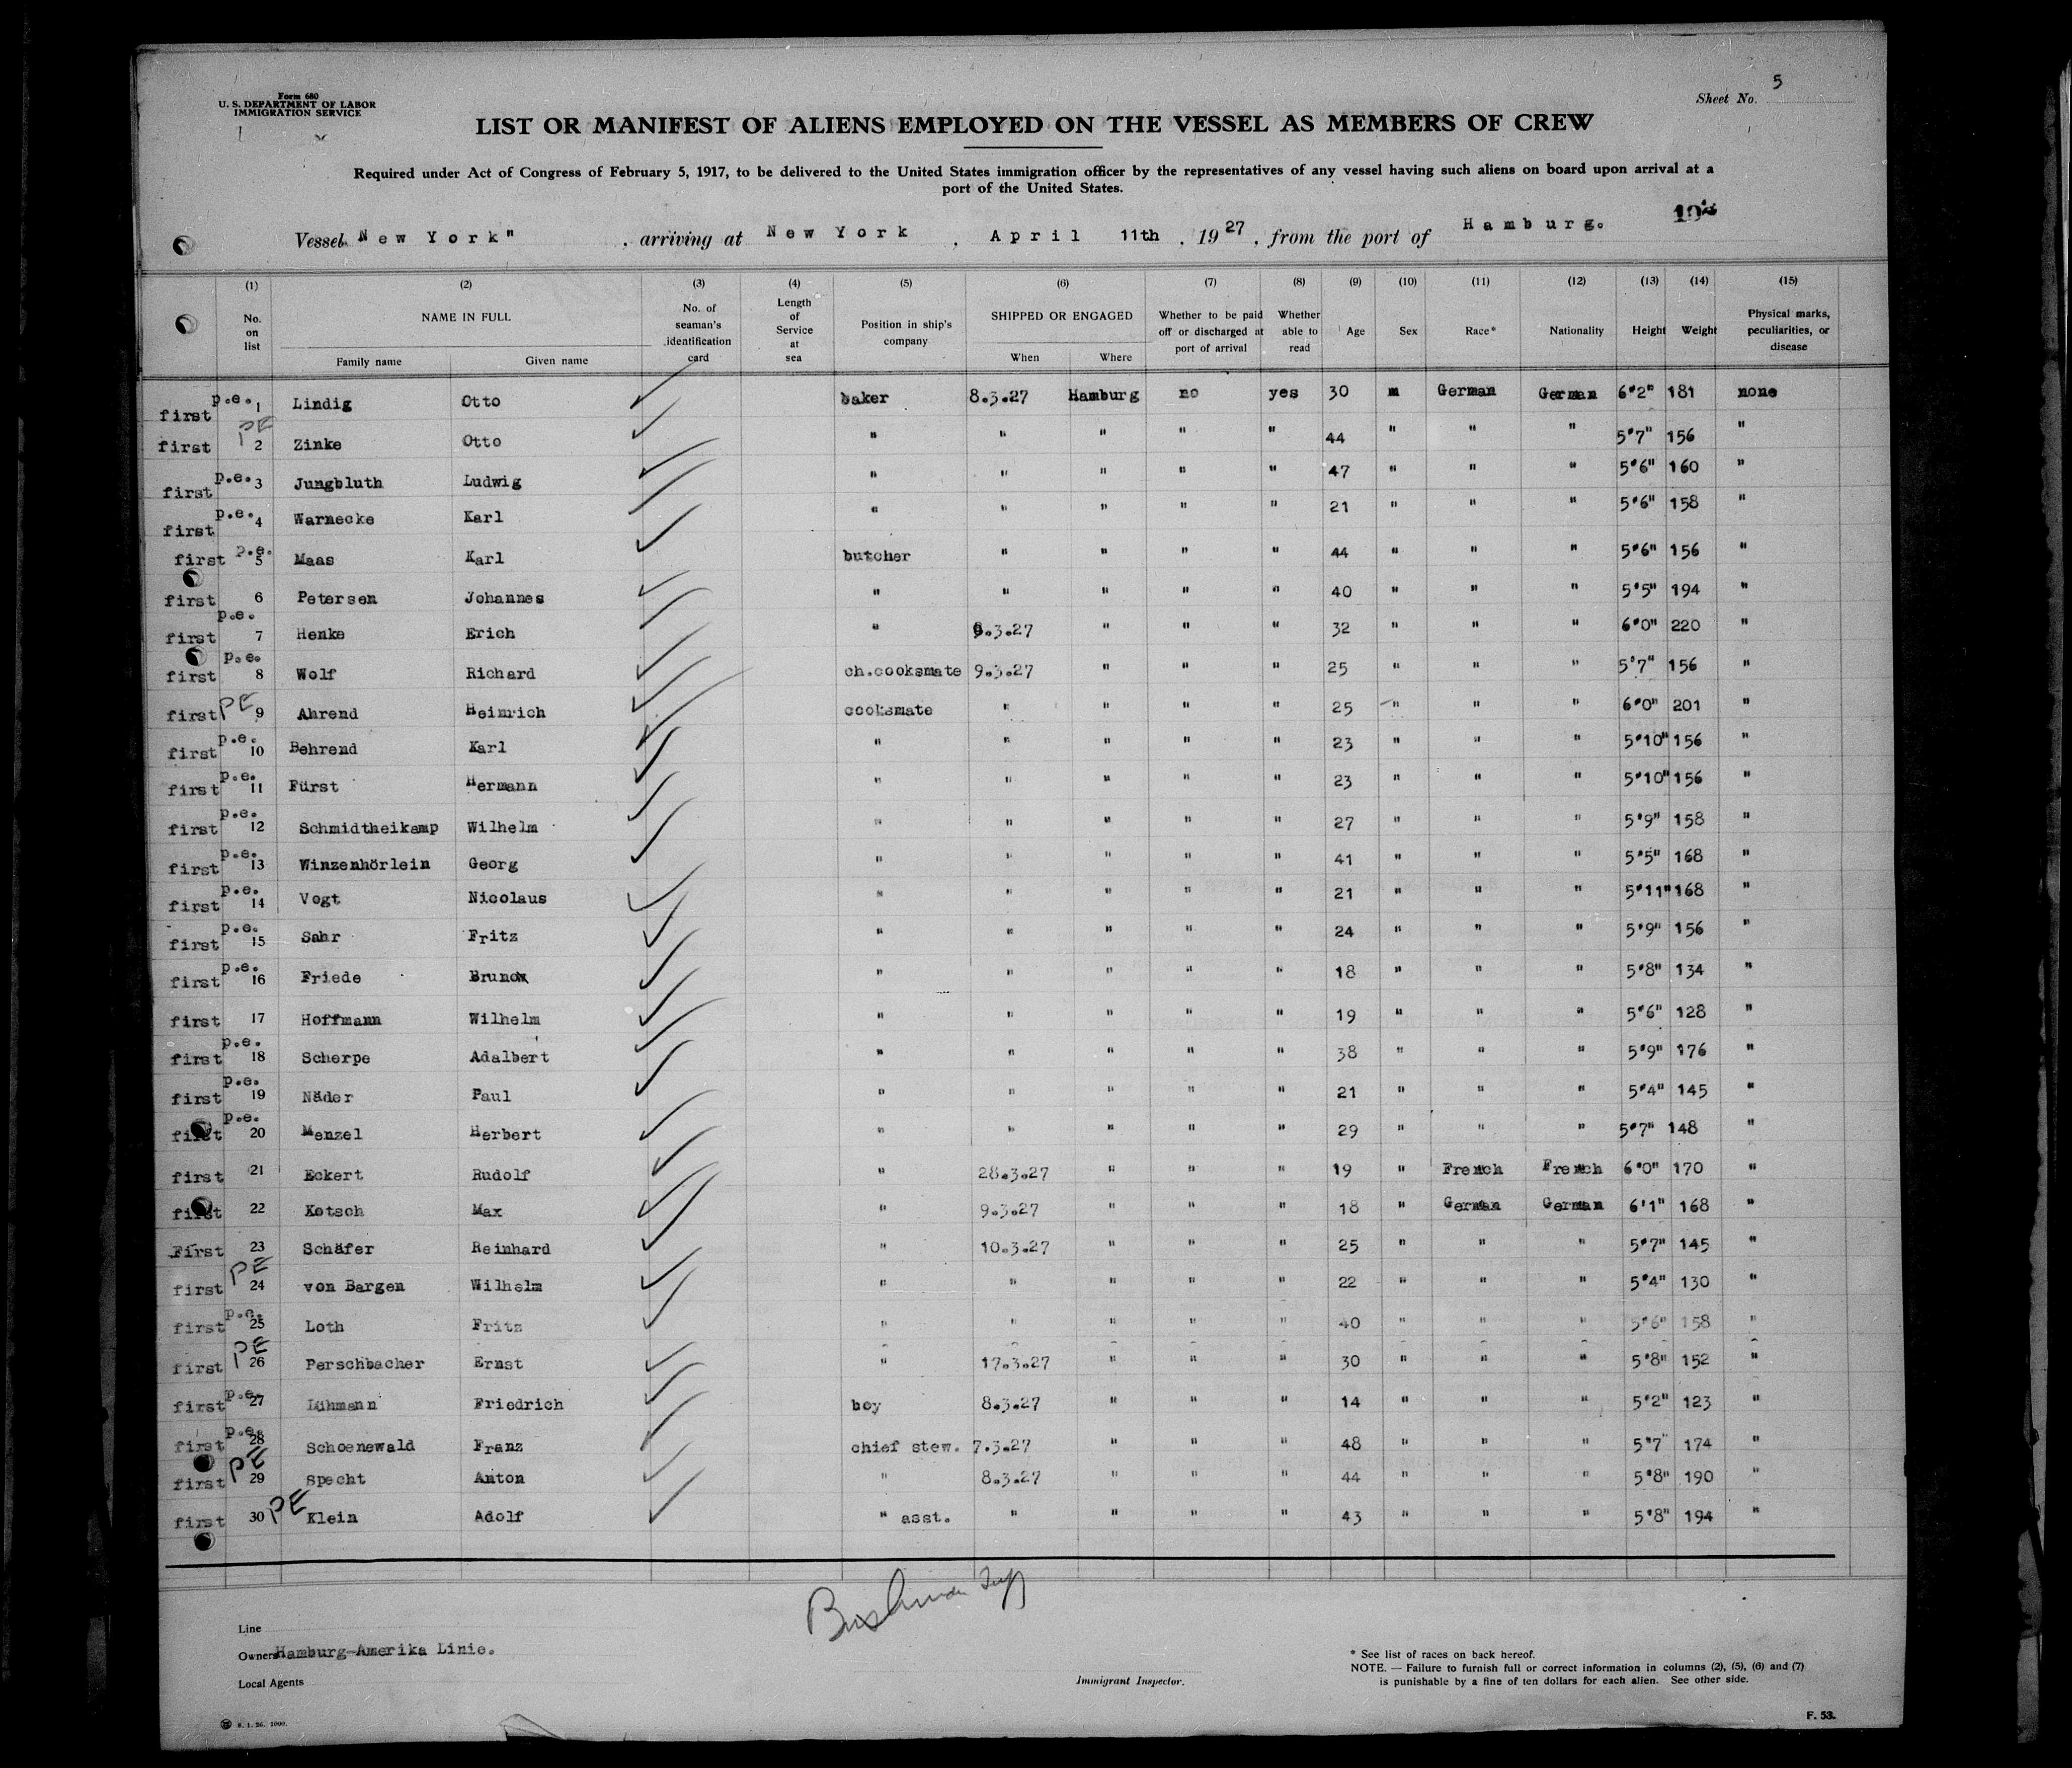 Form 680
U. S. DEPARTMENT OF LABOR
IMMIGRATION SERVICE
Sheet No. 5
LIST OR MANIFEST OF ALIENS EMPLOYED ON THE VESSEL AS MEMBERS OF CREW
Required under Act of Congress of February 5, 1917, to be delivered to the United States immigration officer by the representatives of any vessel having such aliens on board upon arrival at a
port of the United States.
Vessel "New York", arriving at New York, April 11th, 1927, from the port of Hamburg.
(1) (2) (3) (4) (5) (6) (7) (8) (9) (10) (11) (12) (13) (14) (15)
No. on list NAME IN FULL Family name Given name No. of seaman's identification card Length of Service at sea Position in ship's company SHIPPED OR ENGAGED When Where Whether to be paid off or discharged at port of arrival Whether able to read Age Sex Race* Nationality Height Weight Physical marks, peculiarities, or disease
first p.e. 1 Lindig Otto baker 8.3.27 Hamburg no yes 30 m German German 6'2" 181 none
first PE 2 Zinke Otto " " " " " 44 " " " 5'7" 156 "
first p.e. 3 Jungbluth Ludwig " " " " " 47 " " " 5'6" 160 "
first p.e. 4 Warnecke Karl " " " " " 21 " " " 5'6" 158 "
first p.e. 5 Maas Karl butcher " " " " 44 " " " 5'6" 156 "
first 6 Petersen Johannes " " " " " 40 " " " 5'5" 194 "
first p.e. 7 Henke Erich " 8.3.27 " " " 32 " " " 6'0" 220 "
first p.e. 8 Wolf Richard ch.cooksmate 9.3.27 " " " 25 " " " 5'7" 156 "
first PE 9 Ahrend Heinrich cooksmate " " " " 25 " " " 6'0" 201 "
first p.e. 10 Behrend Karl " " " " " 23 " " " 5'10" 156 "
first p.e. 11 Fürst Hermann " " " " " 23 " " " 5'10" 156 "
first p.e. 12 Schmidtheikamp Wilhelm " " " " " 27 " " " 5'9" 158 "
first p.e. 13 Winzenhörlein Georg " " " " " 41 " " " 5'5" 168 "
first p.e. 14 Vogt Nicolaus " " " " " 21 " " " 5'11" 168 "
first p.e. 15 Sahr Fritz " " " " " 24 " " " 5'9" 156 "
first p.e. 16 Friede Bruno " " " " " 18 " " " 5'8" 134 "
first 17 Hoffmann Wilhelm " " " " " 19 " " " 5'6" 128 "
first p.e. 18 Scherpe Adalbert " " " " " 38 " " " 5'9" 176 "
first p.e. 19 Näder Paul " " " " " 21 " " " 5'4" 145 "
first p.e. 20 Menzel Herbert " " " " " 29 " " " 5'7" 148 "
first 21 Eckert Rudolf " 28.3.27 " " " 19 " French French 6'0" 170 "
first 22 Kotsch Max " 9.3.27 " " " 18 " German German 6'1" 168 "
First 23 Schäfer Reinhard " 10.3.27 " " " 25 " " " 5'7" 145 "
first PE 24 von Bargen Wilhelm " " " " " 22 " " " 5'4" 130 "
first p.e. 25 Loth Fritz " " " " " 40 " " " 5'6" 158 "
first PE 26 Perschbacher Ernst " 17.3.27 " " " 30 " " " 5'8" 152 "
first p.e. 27 Lühmann Friedrich boy 8.3.27 " " " 14 " " " 5'2" 123 "
first p.e. 28 Schoenewald Franz chief stew. 7.3.27 " " " 48 " " " 5'7" 174 "
first PE 29 Specht Anton " 8.3.27 " " " 44 " " " 5'8" 190 "
first 30 PE Klein Adolf " asst. " " " " 43 " " " 5'8" 194 "
Line
Owners Hamburg-Amerika Linie.
Local Agents
Immigrant Inspector.
* See list of races on back hereof.
NOTE. — Failure to furnish full or correct information in columns (2), (5), (6) and (7)
is punishable by a fine of ten dollars for each alien. See other side.
8. 1. 26. 1000.
F. 53.